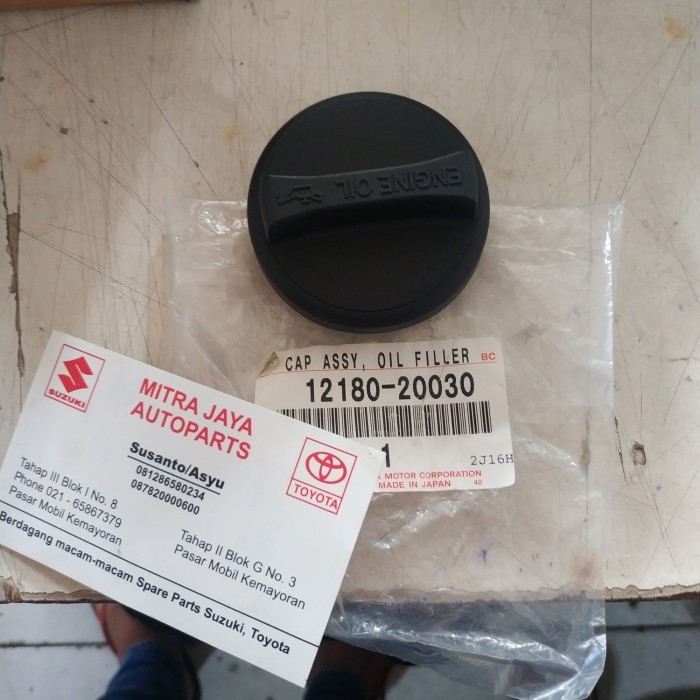 ENGINE OIL
CAP ASSY, OIL FILLER BC
12180-20030
1
2J16H
A MOTOR CORPORATION
MADE IN JAPAN 40
SUZUKI
MITRA JAYA
AUTOPARTS
Susanto/Asyu
081286580234
087820000600
TOYOTA
Tahap III Blok I No. 8
Phone 021 - 65867379
Pasar Mobil Kemayoran
Tahap II Blok G No. 3
Pasar Mobil Kemayoran
Berdagang macam-macam Spare Parts Suzuki, Toyota